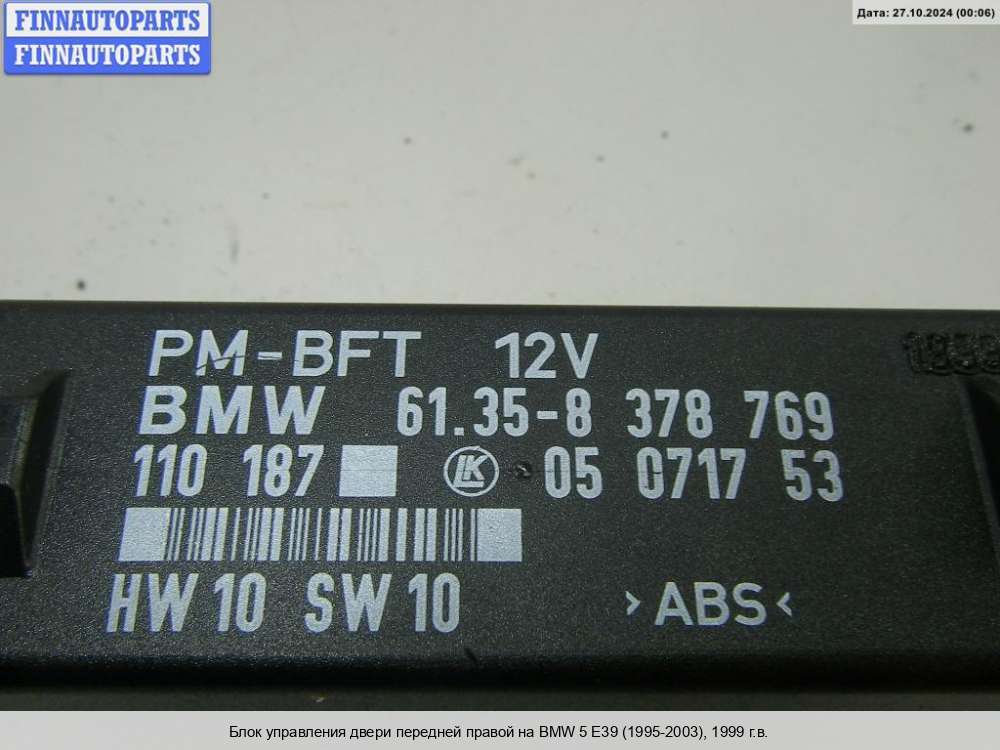 FINNAUTOPARTS
FINNAUTOPARTS
Дата: 27.10.2024 (00:06)
PM-BFT 12V
BMW 61.35-8 378 769
110 187 LK 05 0717 53
HW 10 SW 10
>ABS<
Блок управления двери передней правой на BMW 5 E39 (1995-2003), 1999 г.в.